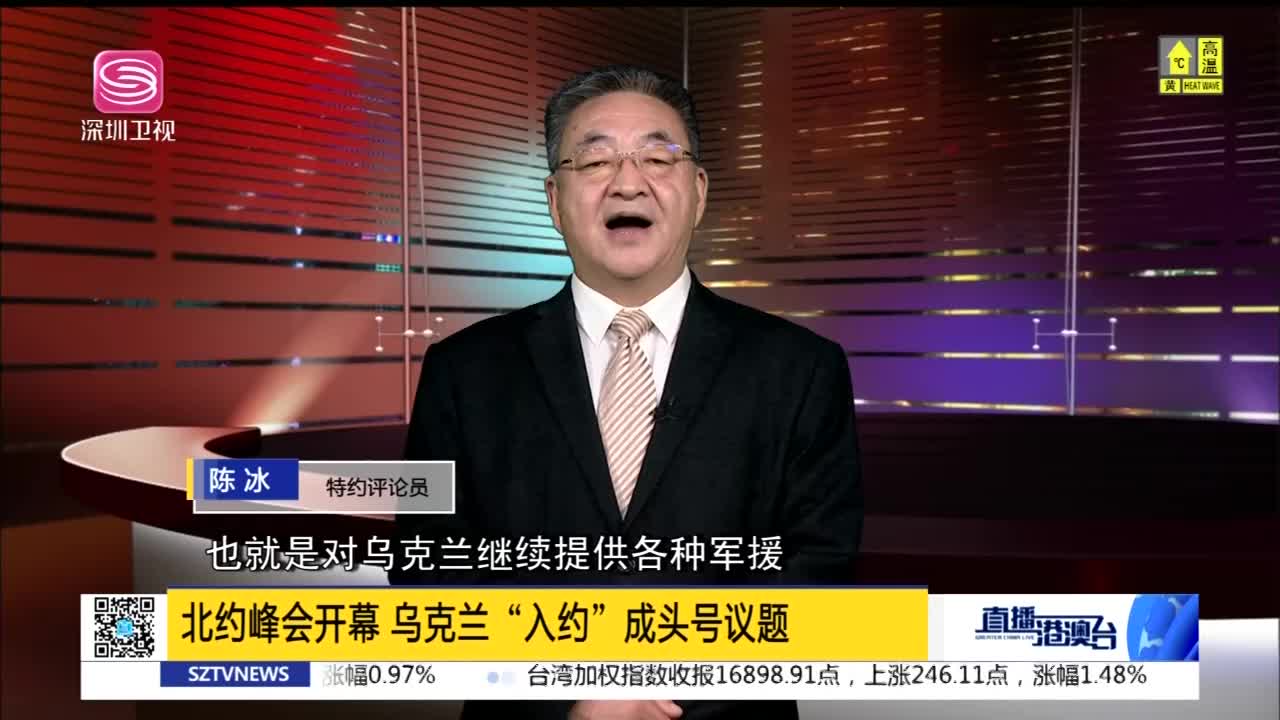 深圳卫视
℃
高温
黄
HEAT WAVE
陈冰
特约评论员
也就是对乌克兰继续提供各种军援
北约峰会开幕 乌克兰“入约”成头号议题
直播港澳台
GREATER CHINA LIVE
SZTVNEWS
涨幅0.97%
台湾加权指数收报16898.91点，上涨246.11点，涨幅1.48%